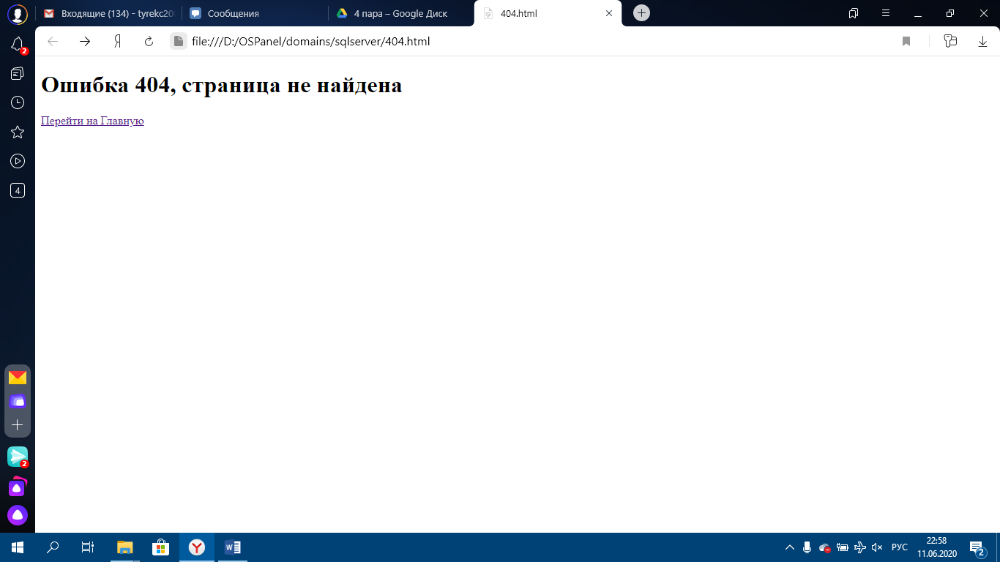 Входящие (134) - tyrekc20
Сообщения
4 пара – Google Диск
404.html
2
file:///D:/OSPanel/domains/sqlserver/404.html
Ошибка 404, страница не найдена
Перейти на Главную
4
2
РУС
22:58
11.06.2020
2